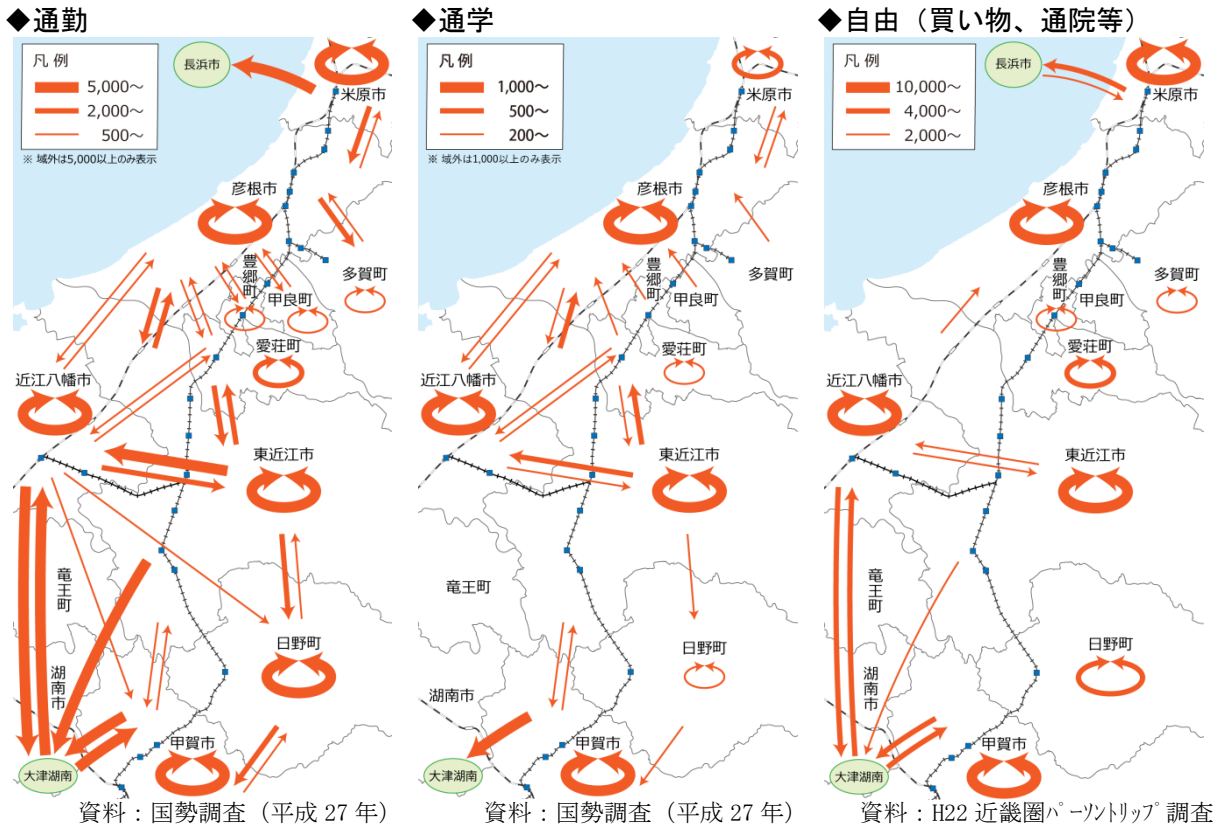 ◆通勤
凡 例
5,000～
2,000～
500～
※ 域外は5,000以上のみ表示
長浜市
米原市
彦根市
多賀町
豊郷町
甲良町
愛荘町
近江八幡市
東近江市
竜王町
日野町
湖南市
甲賀市
大津湖南
資料：国勢調査（平成 27 年）
◆通学
凡 例
1,000～
500～
200～
※ 域外は1,000以上のみ表示
米原市
彦根市
多賀町
豊郷町
甲良町
愛荘町
近江八幡市
東近江市
竜王町
日野町
湖南市
甲賀市
大津湖南
資料：国勢調査（平成 27 年）
◆自由（買い物、通院等）
凡 例
10,000～
4,000～
2,000～
長浜市
米原市
彦根市
多賀町
豊郷町
甲良町
愛荘町
近江八幡市
東近江市
竜王町
日野町
湖南市
甲賀市
大津湖南
資料：H22 近畿圏ﾊﾟｰｿﾝﾄﾘｯﾌﾟ調査